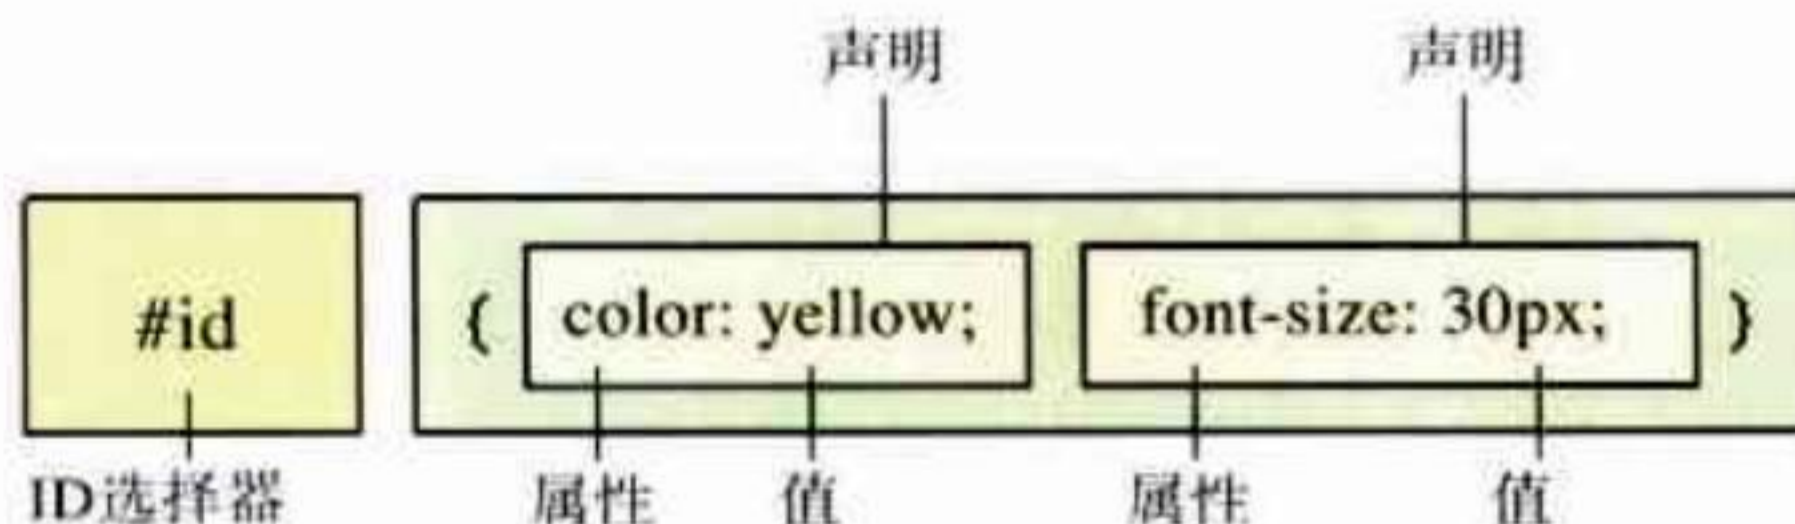 声明 声明
#id { color: yellow; font-size: 30px; }
ID选择器 属性 值 属性 值